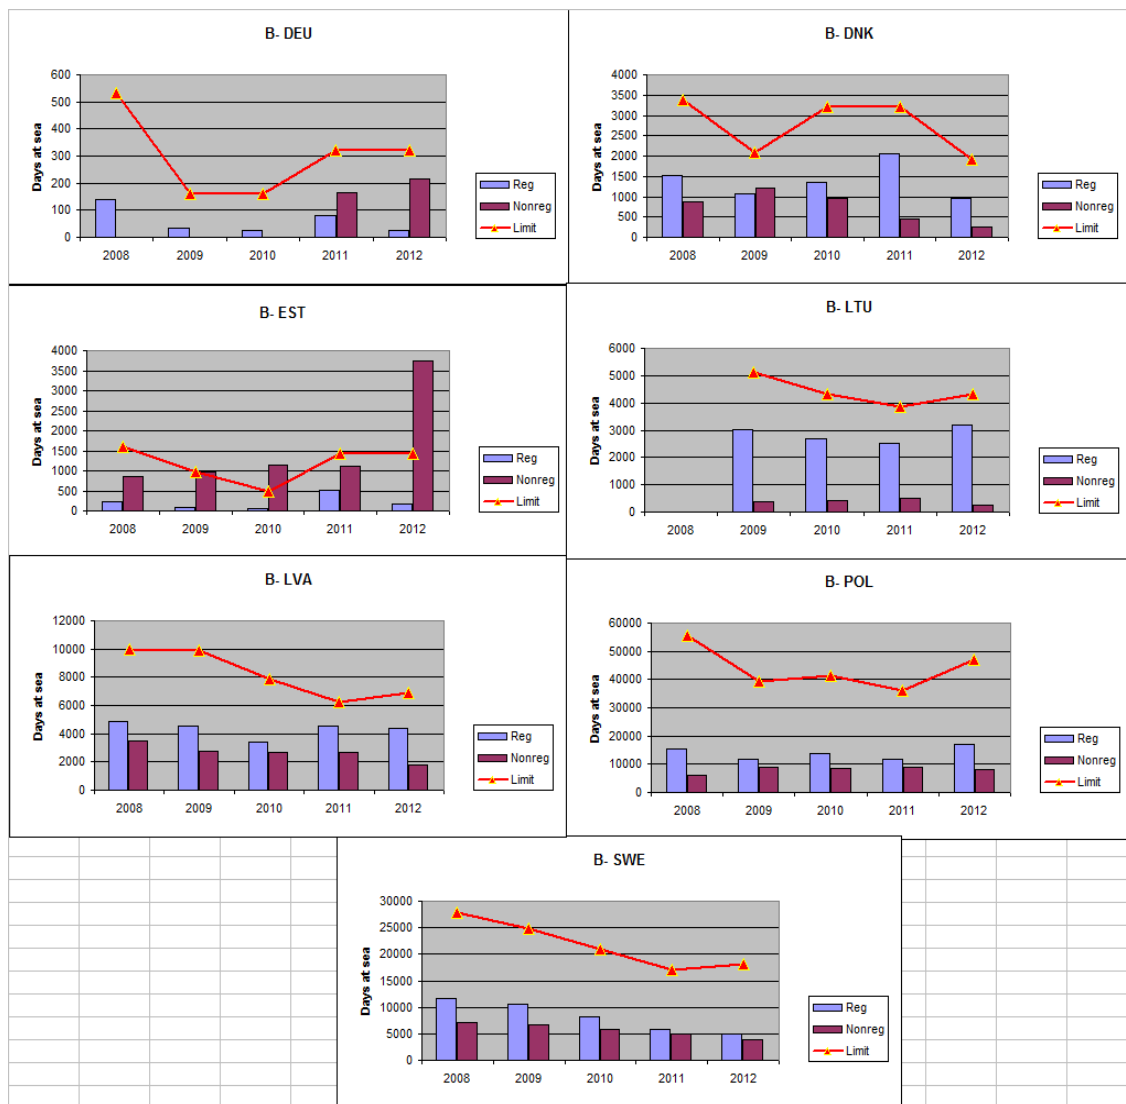 B- DEU
600
500
400
300
200
100
0
Days at sea
2008 2009 2010 2011 2012
Reg
Nonreg
Limit
B- DNK
4000
3500
3000
2500
2000
1500
1000
500
0
Days at sea
2008 2009 2010 2011 2012
Reg
Nonreg
Limit
B- EST
4000
3500
3000
2500
2000
1500
1000
500
0
Days at sea
2008 2009 2010 2011 2012
Reg
Nonreg
Limit
B- LTU
6000
5000
4000
3000
2000
1000
0
Days at sea
2008 2009 2010 2011 2012
Reg
Nonreg
Limit
B- LVA
12000
10000
8000
6000
4000
2000
0
Days at sea
2008 2009 2010 2011 2012
Reg
Nonreg
Limit
B- POL
60000
50000
40000
30000
20000
10000
0
Days at sea
2008 2009 2010 2011 2012
Reg
Nonreg
Limit
B- SWE
30000
25000
20000
15000
10000
5000
0
Days at sea
2008 2009 2010 2011 2012
Reg
Nonreg
Limit